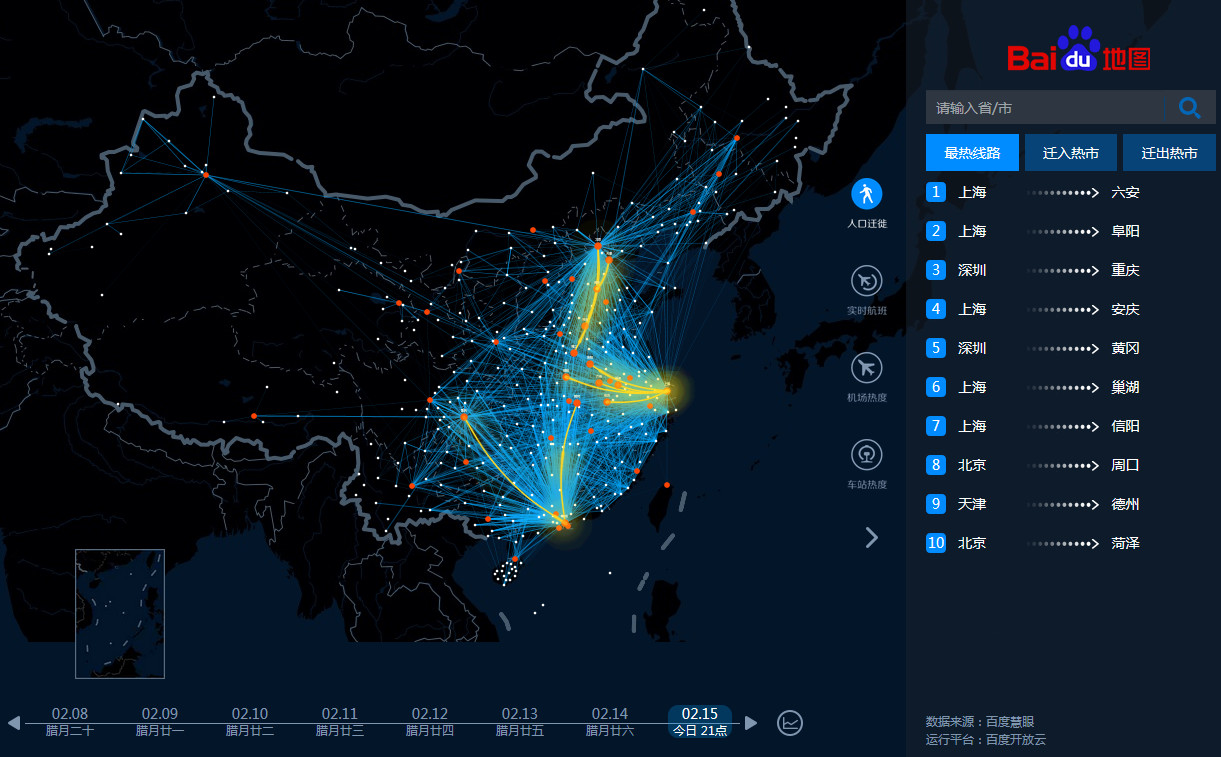 Bai du 地图
请输入省/市
最热线路 迁入热市 迁出热市
1 上海 六安
2 上海 阜阳
3 深圳 重庆
4 上海 安庆
5 深圳 黄冈
6 上海 巢湖
7 上海 信阳
8 北京 周口
9 天津 德州
10 北京 菏泽
人口迁徙
实时航班
机场热度
车站热度
02.08 02.09 02.10 02.11 02.12 02.13 02.14 02.15
腊月二十 腊月廿一 腊月廿二 腊月廿三 腊月廿四 腊月廿五 腊月廿六 今日 21点
数据来源：百度慧眼
运行平台：百度开放云